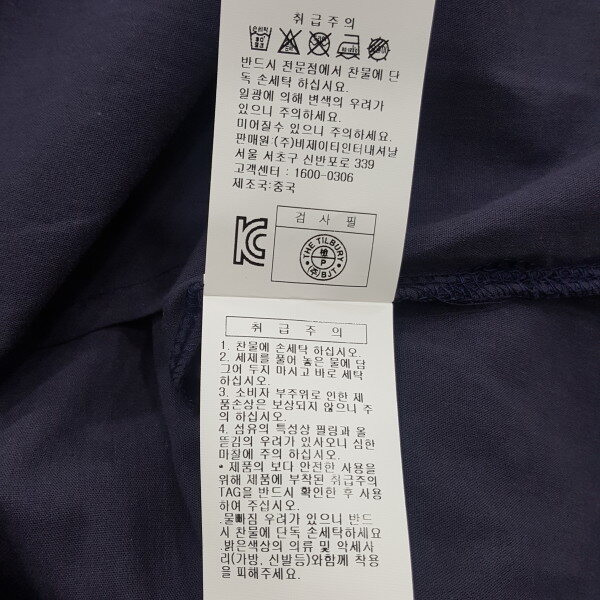 취급주의
반드시 전문점에서 찬물에 단
독 손세탁 하십시요.
일광에 의해 변색의 우려가
있으니 주의하세요.
미어질수 있으니 주의하세요.
판매원:(주)비제이티인터내셔날
서울 서초구 신반포로 339
고객센터 : 1600-0306
제조국:중국
검 사 필
THE TILBURY
P
(주)BJT
취 급 주 의
1. 찬물에 손세탁 하십시오.
2. 세제를 풀어 놓은 물에 담
그어 두지 마시고 바로 세탁
하십시오.
3. 소비자 부주위로 인한 제
품손상은 보상되지 않으니 주
의 하십시오.
4. 섬유의 특성상 필링과 올
뜯김의 우려가 있사오니 심한
마찰에 주의 하십시오.
* 제품의 보다 안전한 사용을
위해 제품에 부착된 취급주의
TAG을 반드시 확인한 후 사용
하여 주십시오.
.물빠짐 우려가 있으니 반드
시 찬물에 단독 손세탁하세요
.밝은색상의 의류 및 악세사
리(가방, 신발등)와함께 착용
을 피해주세요.